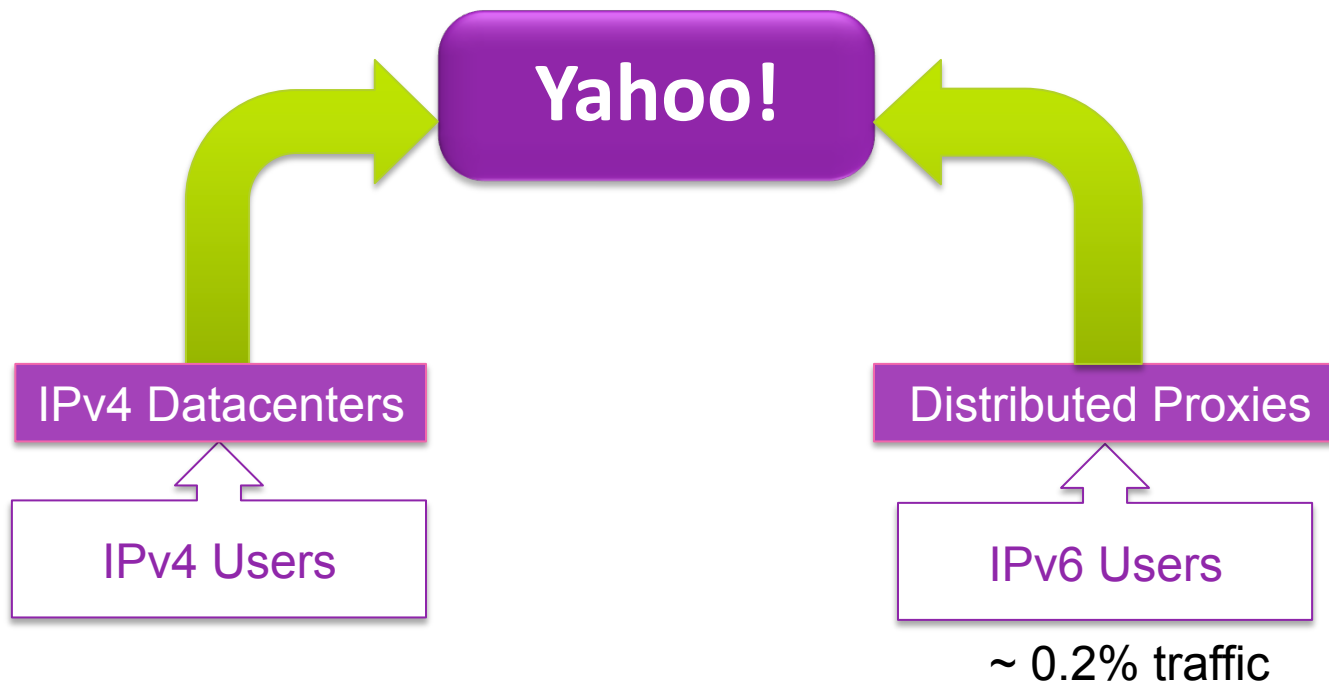 Yahoo!
IPv4 Datacenters
Distributed Proxies
IPv4 Users
IPv6 Users
~ 0.2% traffic